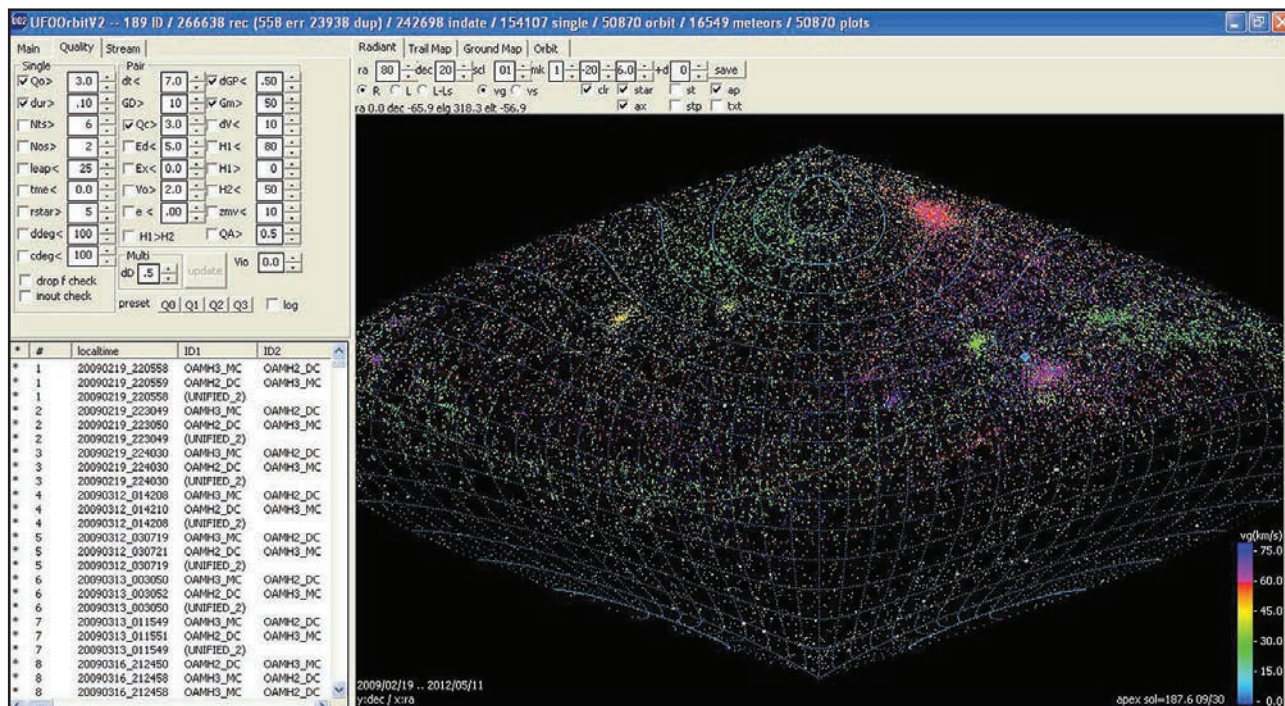 UFOOrbitV2 -- 189 ID / 266638 rec (558 err 23938 dup) / 242698 indate / 154107 single / 50870 orbit / 16549 meteors / 50870 plots
Main Quality Stream
Single
Qo> 3.0
dur> .10
Nts> 6
Nos> 2
leap< 25
tme< 0.0
rstar> 5
ddeg< 100
cdeg< 100
drop f check
inout check
Pair
dt< 7.0 dGP< .50
GD> 10 Gm> 50
Qc> 3.0 dV< 10
Ed< 5.0 H1< 80
Ex< 0.0 H1> 0
Vo> 2.0 H2< 50
e < .00 zmv< 10
H1>H2 QA> 0.5
Multi
dD .5 update Vio 0.0
preset Q0 Q1 Q2 Q3 log
Radiant Trail Map Ground Map Orbit
ra 80 dec 20 scl 01 mk 1 -20 6.0 +d 0 save
R L L-Ls vg vs clr star st ap
ra 0.0 dec -65.9 elg 318.3 elt -56.9 ax stp txt
* # localtime ID1 ID2
* 1 20090219_220558 OAMH3_MC OAMH2_DC
* 1 20090219_220559 OAMH2_DC OAMH3_MC
* 1 20090219_220558 (UNIFIED_2)
* 2 20090219_223049 OAMH3_MC OAMH2_DC
* 2 20090219_223050 OAMH2_DC OAMH3_MC
* 2 20090219_223049 (UNIFIED_2)
* 3 20090219_224030 OAMH3_MC OAMH2_DC
* 3 20090219_224030 OAMH2_DC OAMH3_MC
* 3 20090219_224030 (UNIFIED_2)
* 4 20090312_014208 OAMH3_MC OAMH2_DC
* 4 20090312_014210 OAMH2_DC OAMH3_MC
* 4 20090312_014208 (UNIFIED_2)
* 5 20090312_030719 OAMH3_MC OAMH2_DC
* 5 20090312_030721 OAMH2_DC OAMH3_MC
* 5 20090312_030719 (UNIFIED_2)
* 6 20090313_003050 OAMH3_MC OAMH2_DC
* 6 20090313_003052 OAMH2_DC OAMH3_MC
* 6 20090313_003050 (UNIFIED_2)
* 7 20090313_011549 OAMH3_MC OAMH2_DC
* 7 20090313_011551 OAMH2_DC OAMH3_MC
* 7 20090313_011549 (UNIFIED_2)
* 8 20090316_212450 OAMH2_DC OAMH3_MC
* 8 20090316_212458 OAMH3_MC OAMH2_DC
* 8 20090316_212458 OAMH3_MC OAMH2_DC
vg(km/s)
75.0
60.0
45.0
30.0
15.0
0.0
2009/02/19 .. 2012/05/11
y:dec / x:ra
apex sol=187.6 09/30